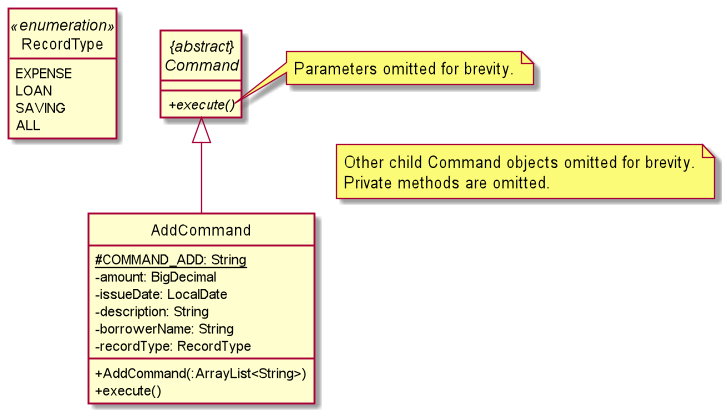 «enumeration»
RecordType
EXPENSE
LOAN
SAVING
ALL
{abstract}
Command
+execute()
Parameters omitted for brevity.
Other child Command objects omitted for brevity.
Private methods are omitted.
AddCommand
#COMMAND_ADD: String
-amount: BigDecimal
-issueDate: LocalDate
-description: String
-borrowerName: String
-recordType: RecordType
+AddCommand(:ArrayList<String>)
+execute()